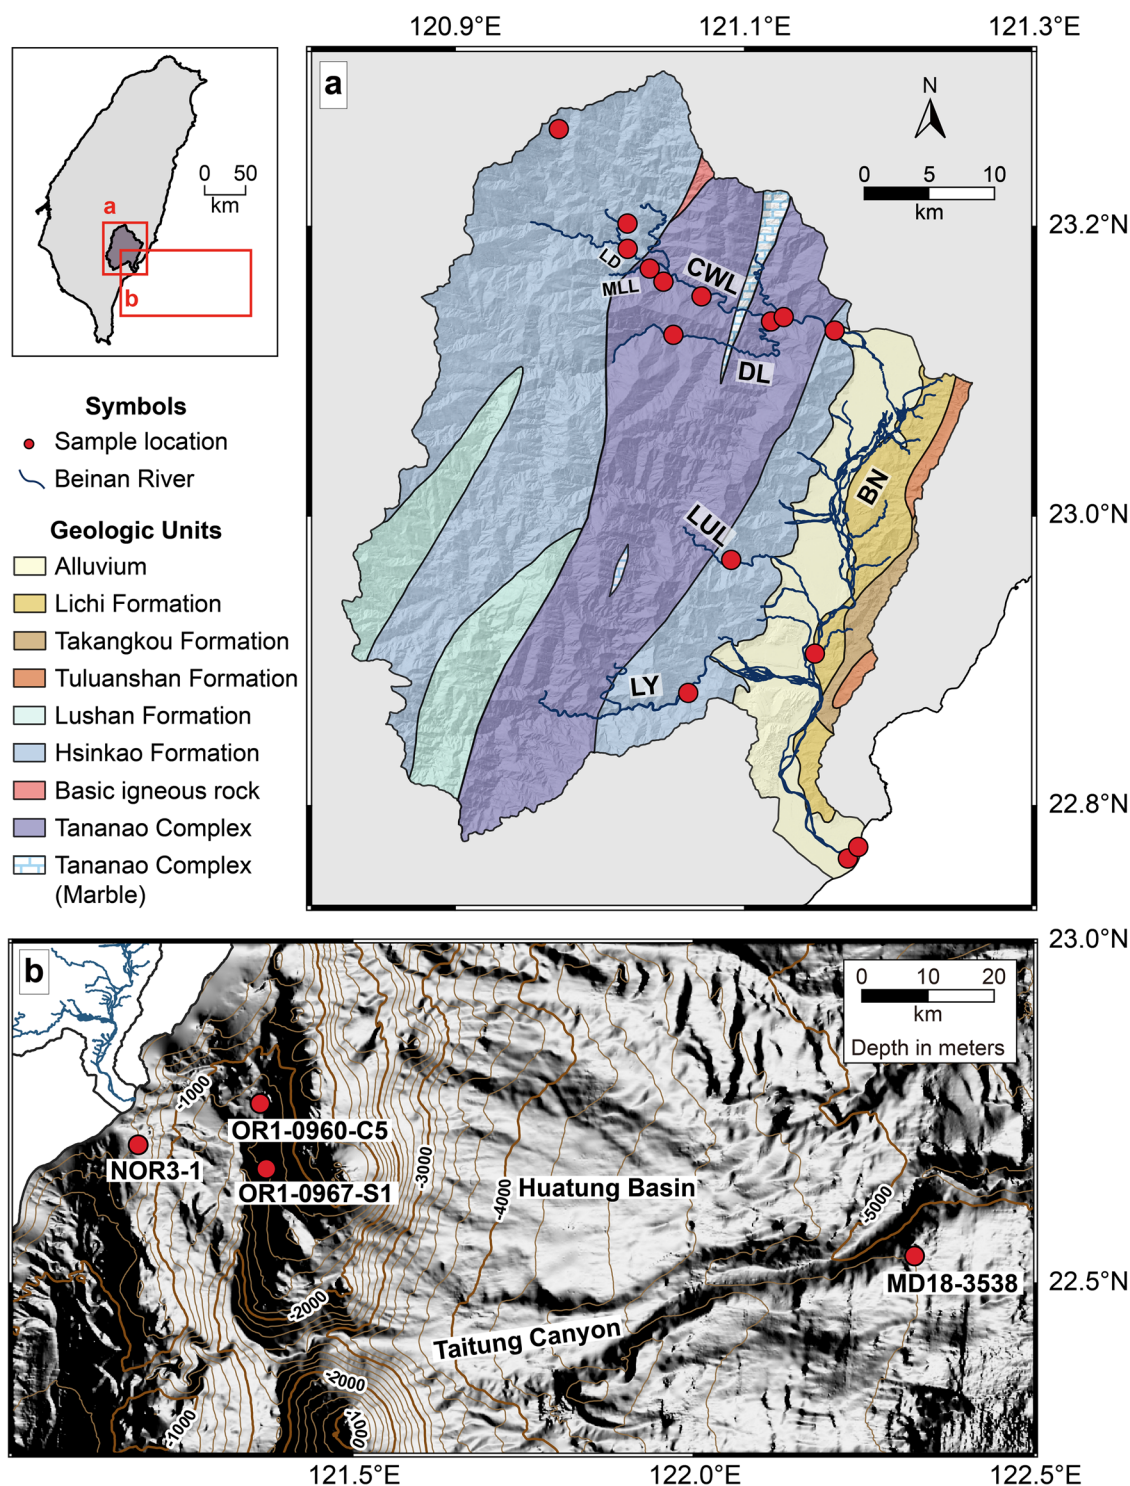 120.9°E 121.1°E 121.3°E
a
N
0 50
km
a
b
0 5 10
km
23.2°N
LD
CWL
MLL
DL
Symbols
Sample location
Beinan River
BN
23.0°N
LUL
Geologic Units
Alluvium
Lichi Formation
Takangkou Formation
Tuluanshan Formation
LY
Lushan Formation
Hsinkao Formation
Basic igneous rock
22.8°N
Tananao Complex
Tananao Complex
(Marble)
23.0°N
b
0 10 20
km
Depth in meters
-1000
OR1-0960-C5
NOR3-1
-3000
OR1-0967-S1
Huatung Basin
-4000
-5000
MD18-3538
22.5°N
-2000
Taitung Canyon
-2000
-1000
-1000
121.5°E 122.0°E 122.5°E